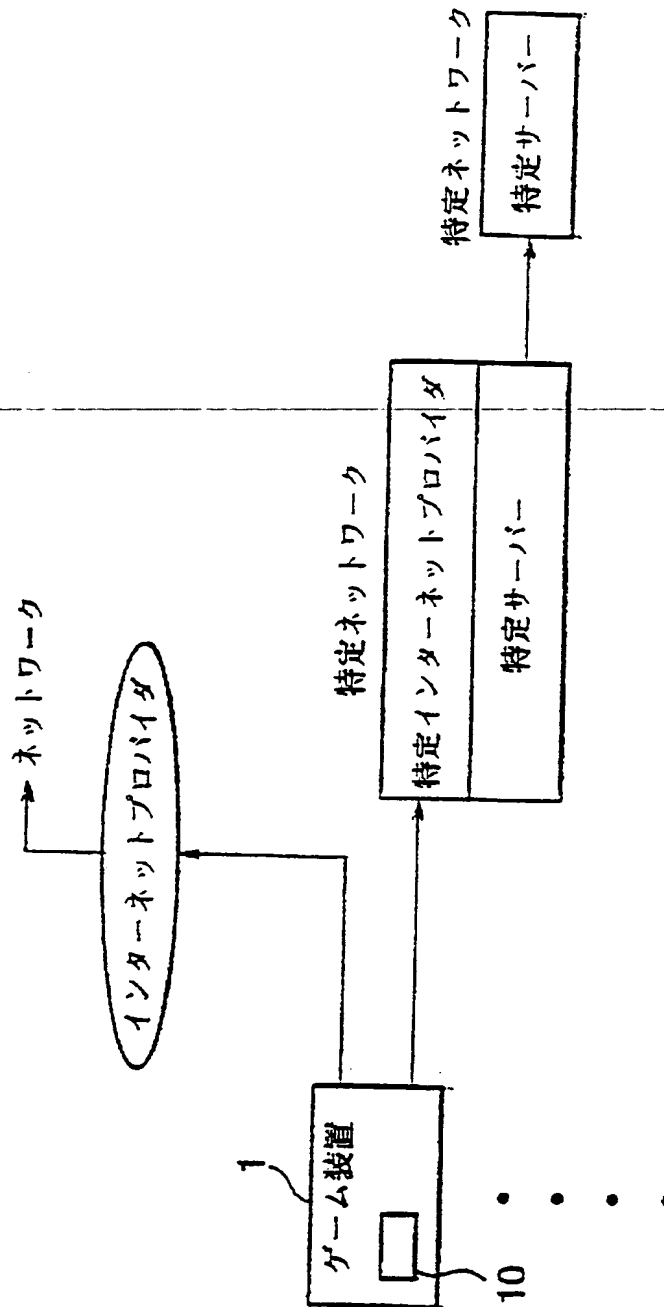 1
ゲーム装置
10
インターネットプロバイダ
ネットワーク
特定ネットワーク
特定インターネットプロバイダ
特定サーバー
特定ネットワーク
特定サーバー